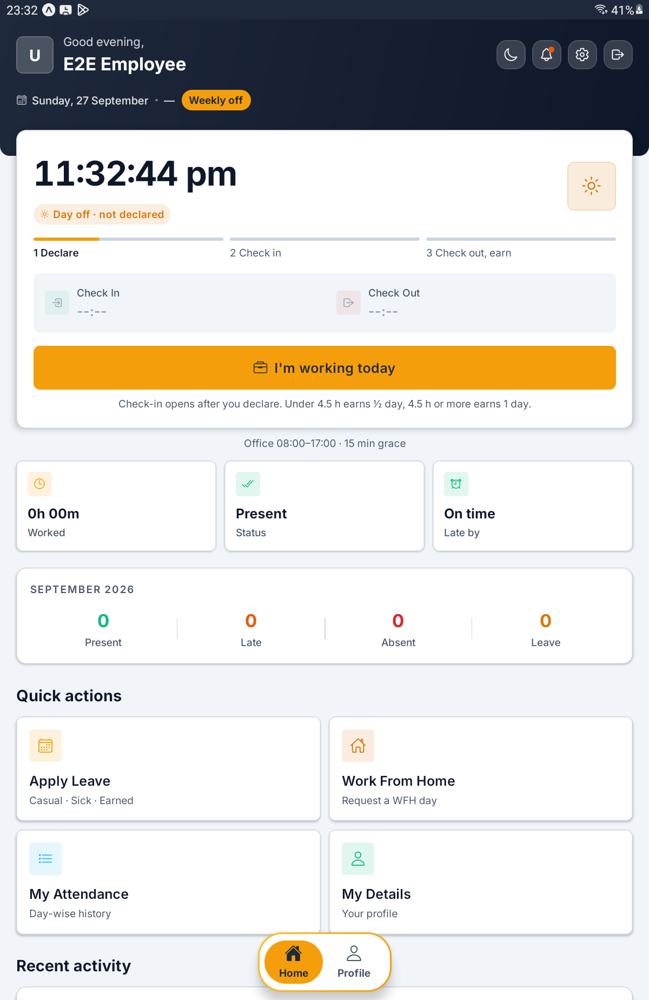 23:32
41%
Good evening,
U
E2E Employee
Sunday, 27 September • — Weekly off
11:32:44 pm
Day off · not declared
1 Declare
2 Check in
3 Check out, earn
Check In
--:--
Check Out
--:--
I'm working today
Check-in opens after you declare. Under 4.5 h earns ½ day, 4.5 h or more earns 1 day.
Office 08:00–17:00 · 15 min grace
0h 00m
Worked
Present
Status
On time
Late by
SEPTEMBER 2026
0
Present
0
Late
0
Absent
0
Leave
Quick actions
Apply Leave
Casual · Sick · Earned
Work From Home
Request a WFH day
My Attendance
Day-wise history
My Details
Your profile
Recent activity
Home
Profile